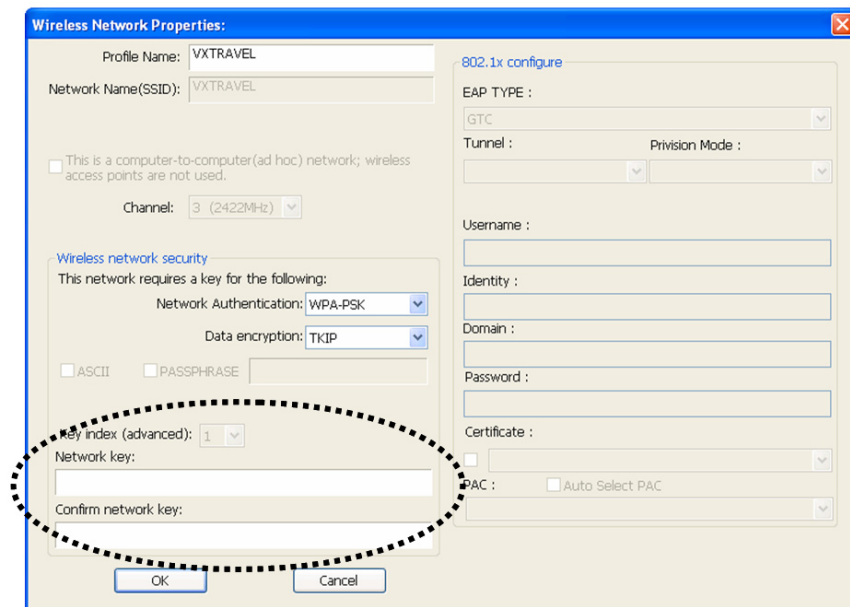 Wireless Network Properties:
Profile Name: VXTRAVEL
Network Name(SSID): VXTRAVEL
This is a computer-to-computer(ad hoc) network; wireless
access points are not used.
Channel: 3 (2422MHz)
Wireless network security
This network requires a key for the following:
Network Authentication: WPA-PSK
Data encryption: TKIP
ASCII PASSPHRASE
Key index (advanced): 1
Network key:
Confirm network key:
OK Cancel
802.1x configure
EAP TYPE :
GTC
Tunnel : Privision Mode :
Username :
Identity :
Domain :
Password :
Certificate :
PAC : Auto Select PAC